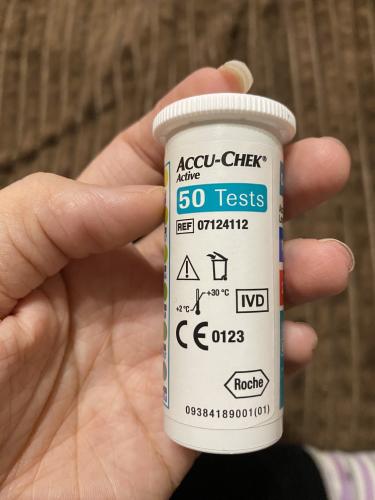 ACCU-CHEK®
Active
50 Tests
REF 07124112
+30 °C
+2 °C
IVD
CE 0123
Roche
09384189001(01)